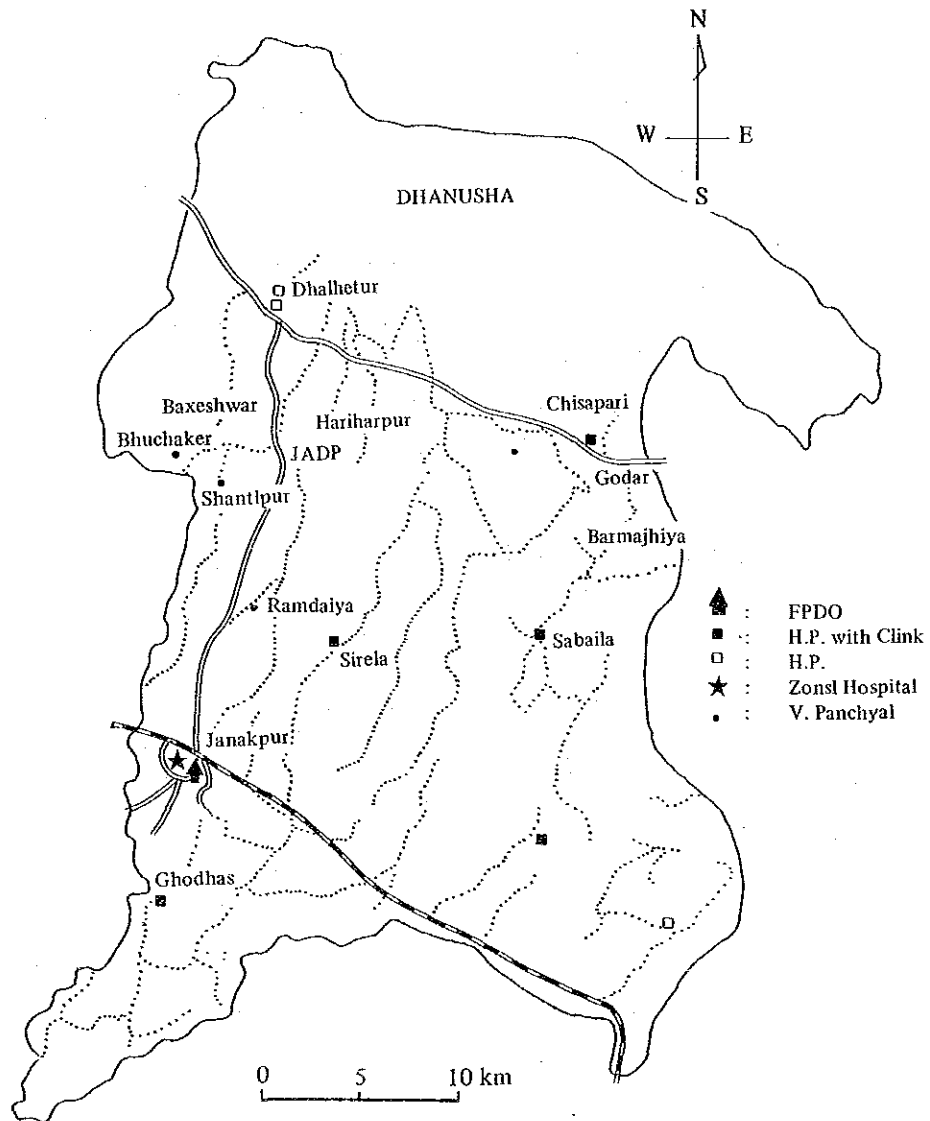 N
W E
S
DHANUSHA
Dhalhetur
Baxeshwar
Hariharpur
Chisapari
Bhuchaker
JADP
Godar
Shantlpur
Barmajhiya
Ramdaiya
Sirela
Sabaila
: FPDO
: H.P. with Clink
: H.P.
: Zonsl Hospital
: V. Panchyal
Janakpur
Ghodhas
0 5 10 km